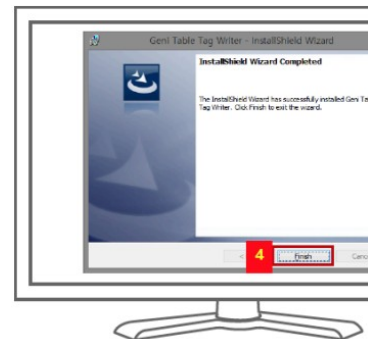 Geni Table Tag Writer - InstallShield Wizard
InstallShield Wizard Completed
The InstallShield Wizard has successfully installed Geni Ta
Tag Writer. Click Finish to exit the wizard.
<
4
Finish
Canc